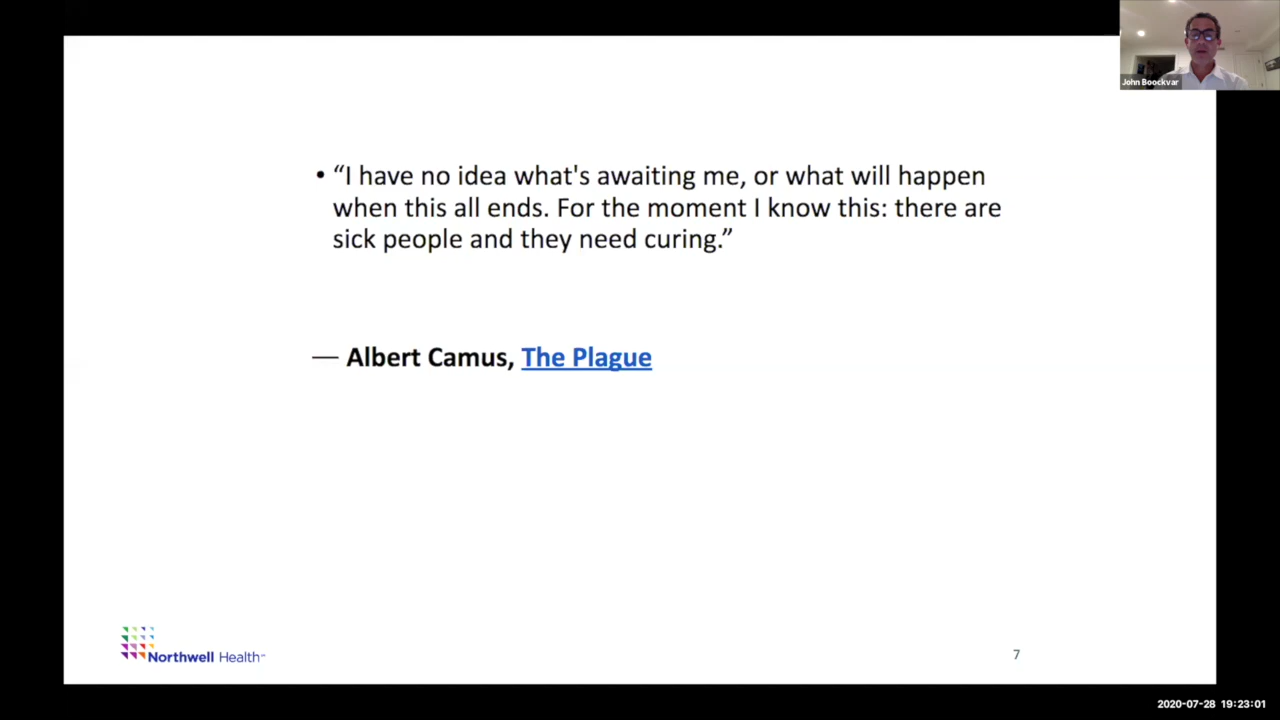 John Boockvar
• “I have no idea what's awaiting me, or what will happen
when this all ends. For the moment I know this: there are
sick people and they need curing.”
— Albert Camus, The Plague
Northwell Health℠
7
2020-07-28 19:23:01